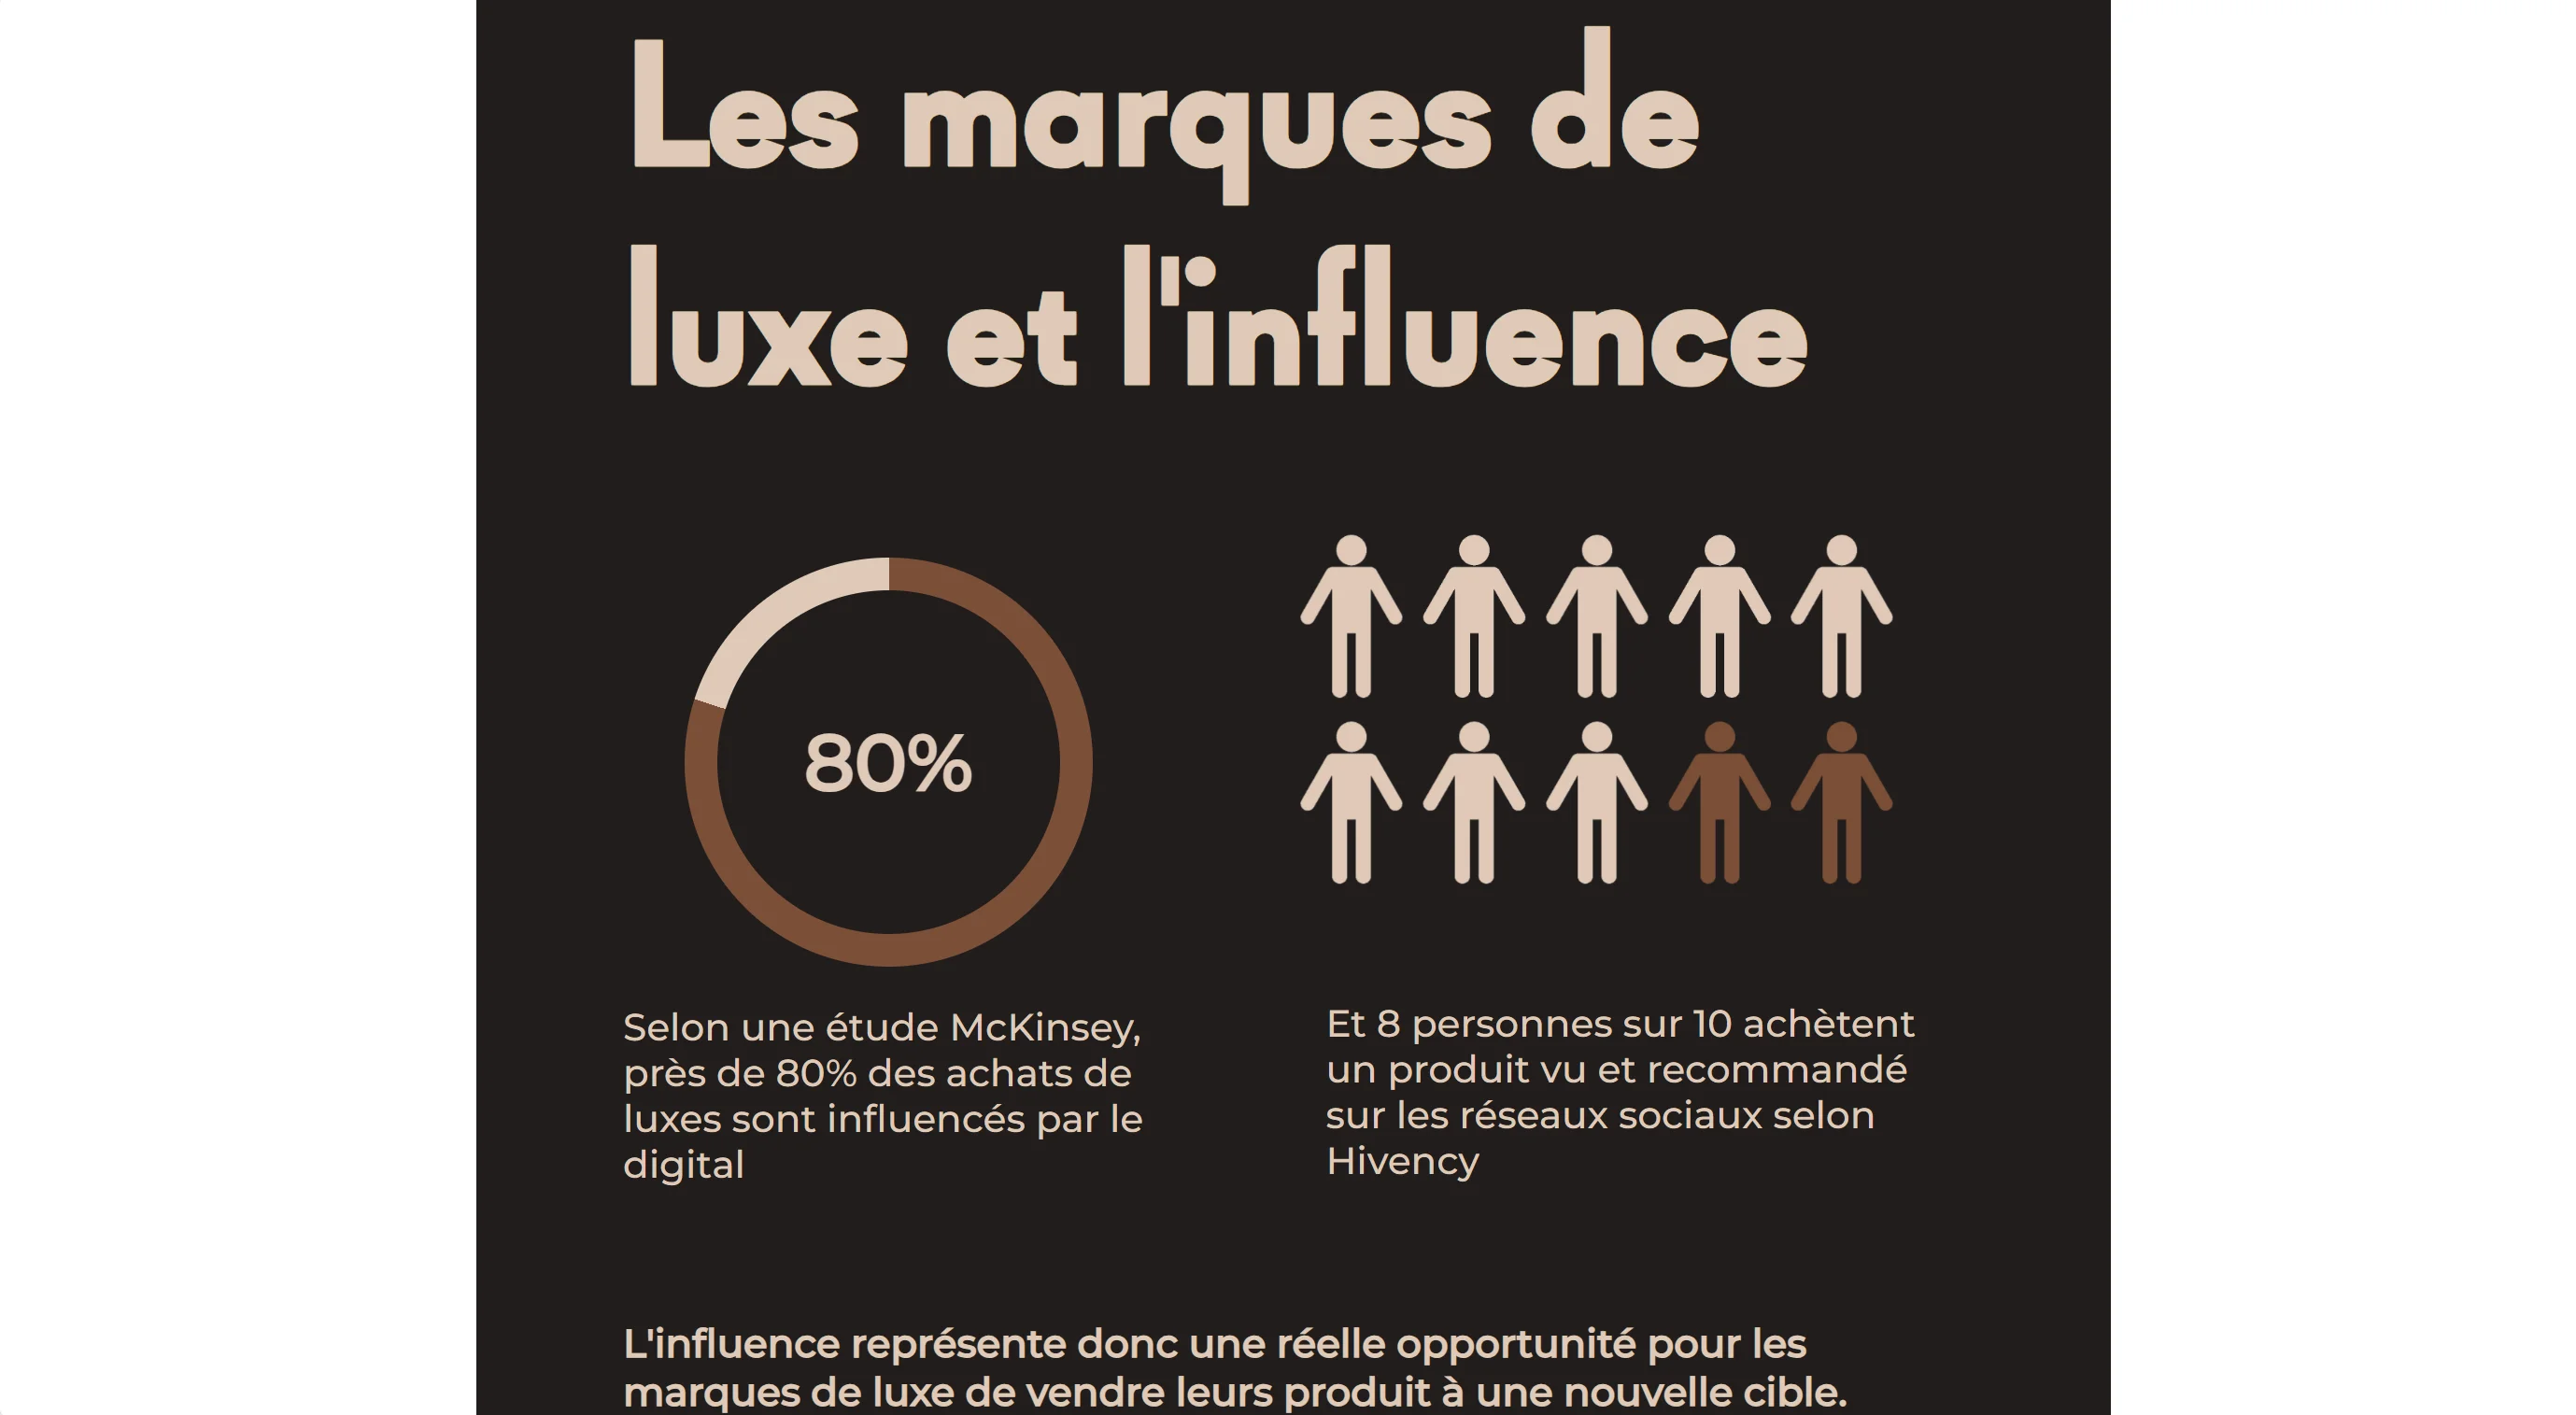 Les marques de
luxe et l'influence
80%
Selon une étude McKinsey,
près de 80% des achats de
luxes sont influencés par le
digital
Et 8 personnes sur 10 achètent
un produit vu et recommandé
sur les réseaux sociaux selon
Hivency
L'influence représente donc une réelle opportunité pour les
marques de luxe de vendre leurs produit à une nouvelle cible.